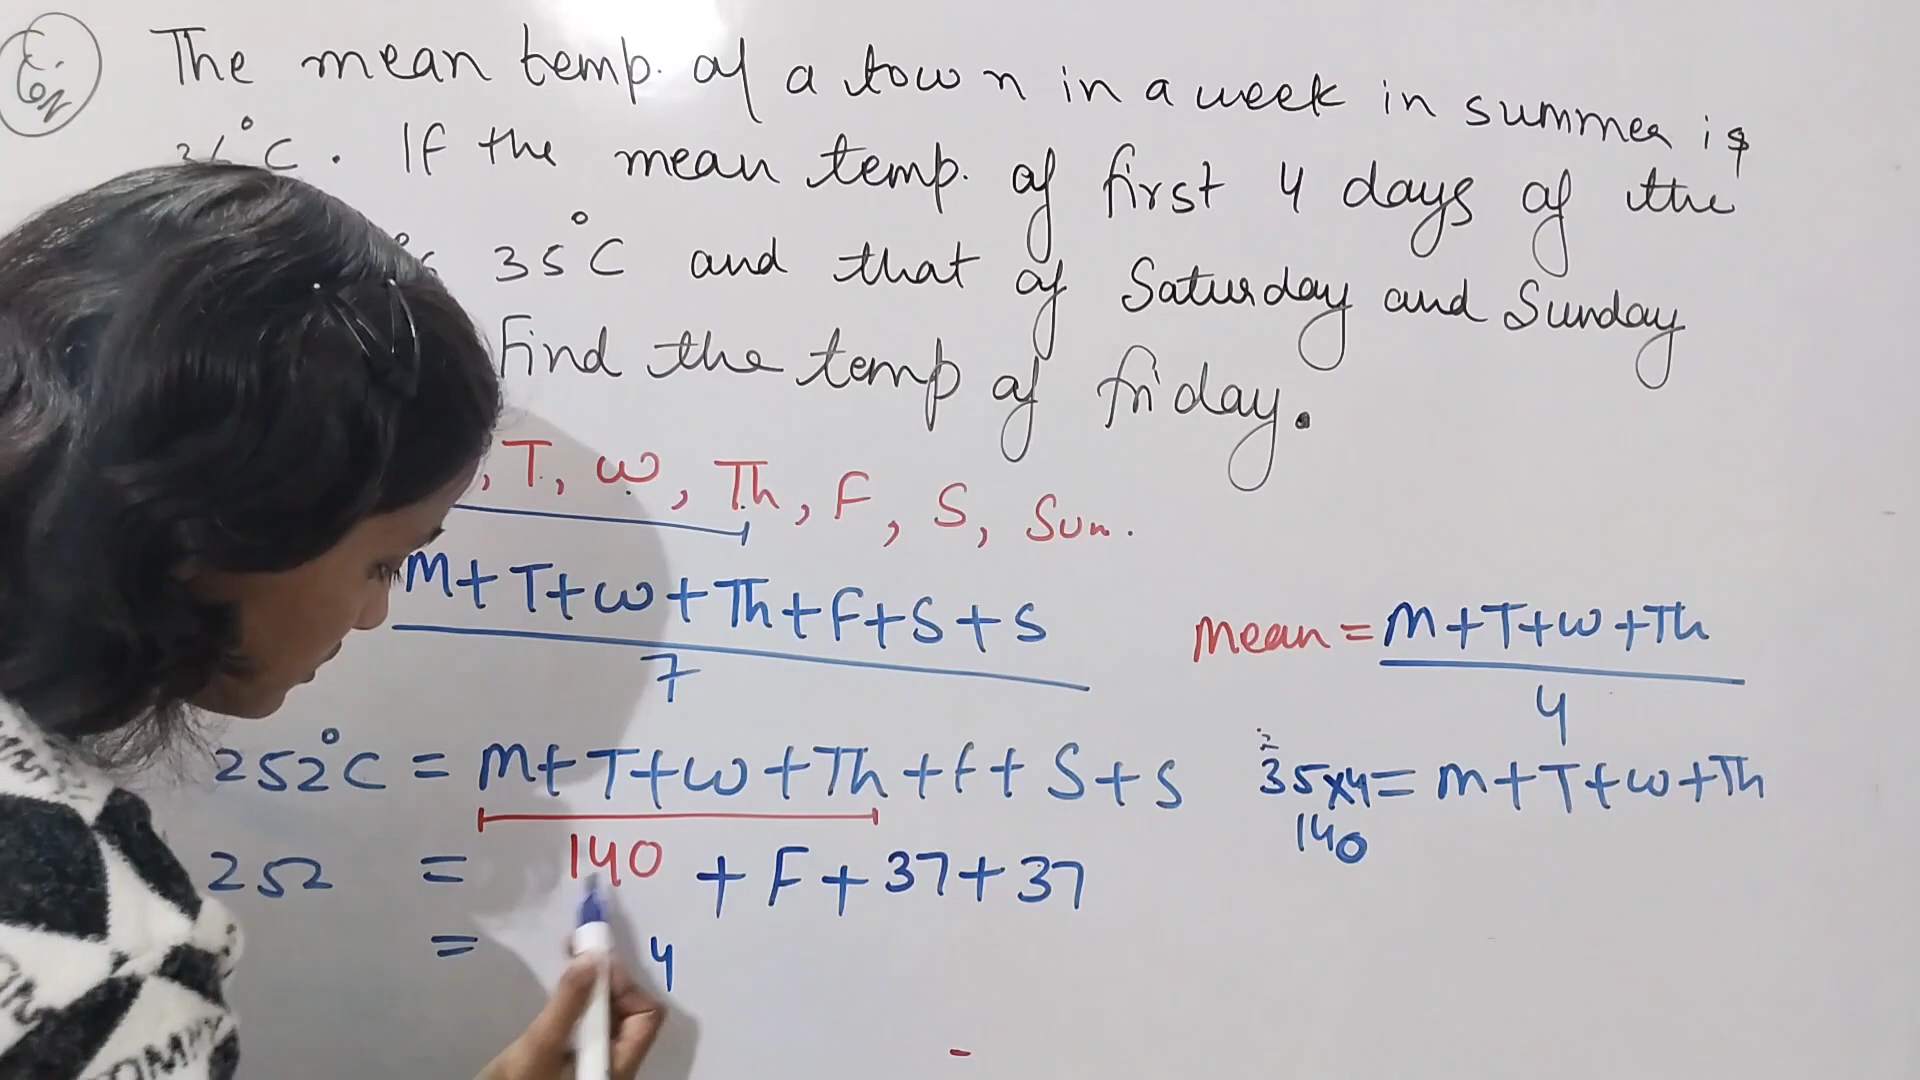 The mean temp. of a town in a week in summer is
36°C. If the mean temp. of first 4 days of the
35°C and that of Saturday and Sunday
Find the temp of friday.
, T, W, Th, F, S, Sun.
M+T+W+Th+F+S+S
7
Mean = M+T+W+Th
4
252°C = M+T+W+Th+F+S+S
2
35×4= M+T+W+Th
140
252 = 140 + F+37+37
= 4